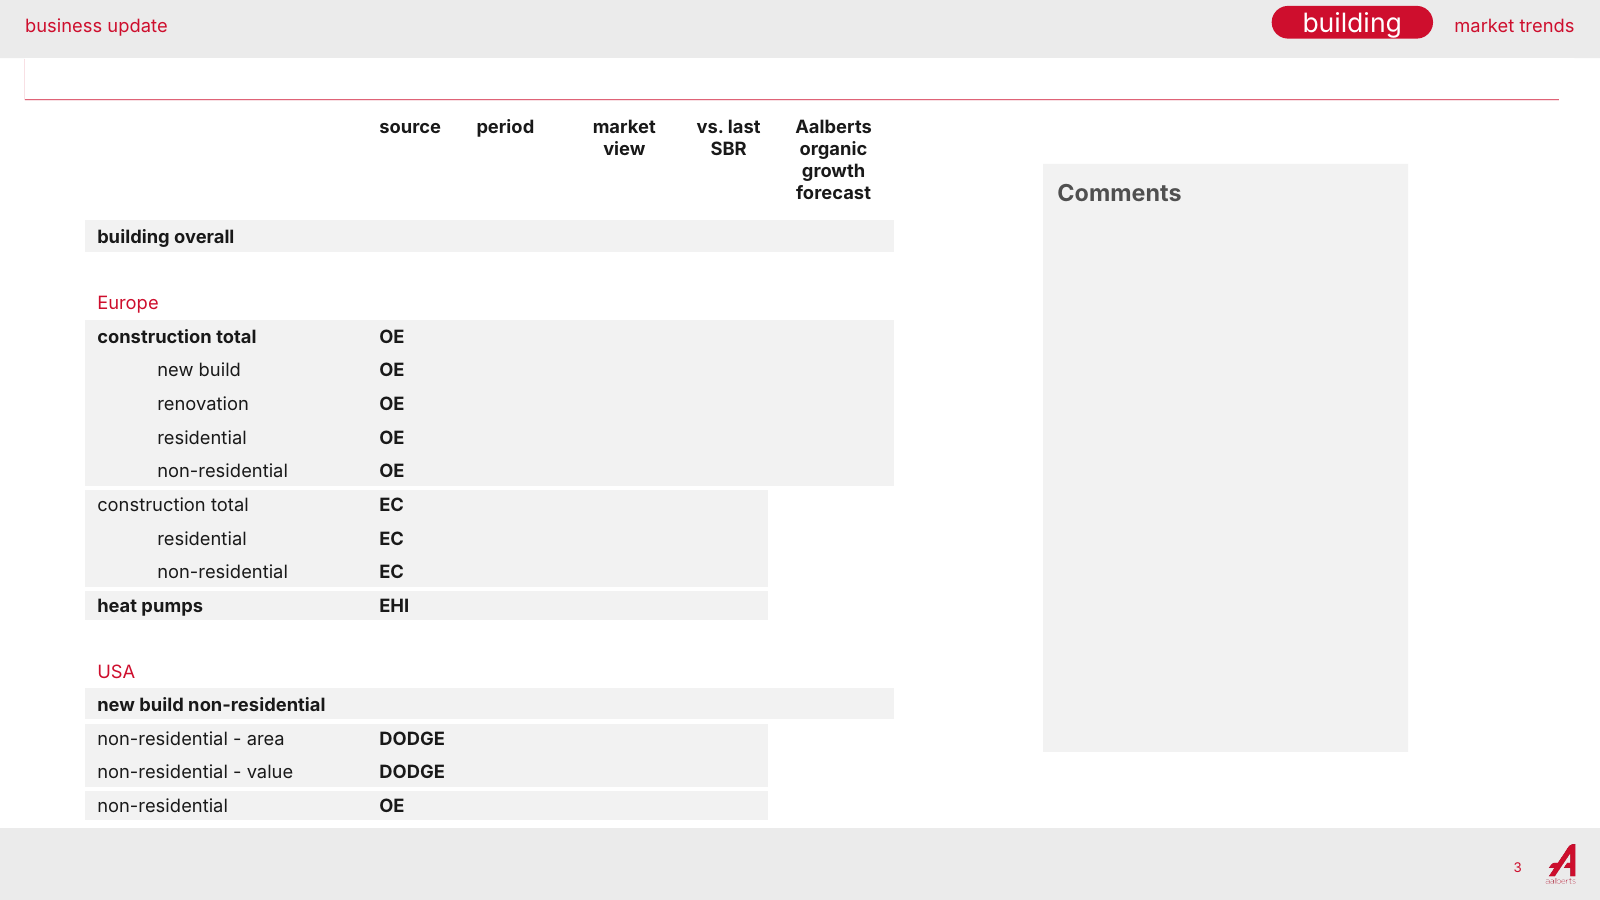 business update
building
market trends
source period market view vs. last SBR Aalberts organic growth forecast
building overall
Europe
construction total OE
new build OE
renovation OE
residential OE
non-residential OE
construction total EC
residential EC
non-residential EC
heat pumps EHI
USA
new build non-residential
non-residential - area DODGE
non-residential - value DODGE
non-residential OE
Comments
3
aalberts